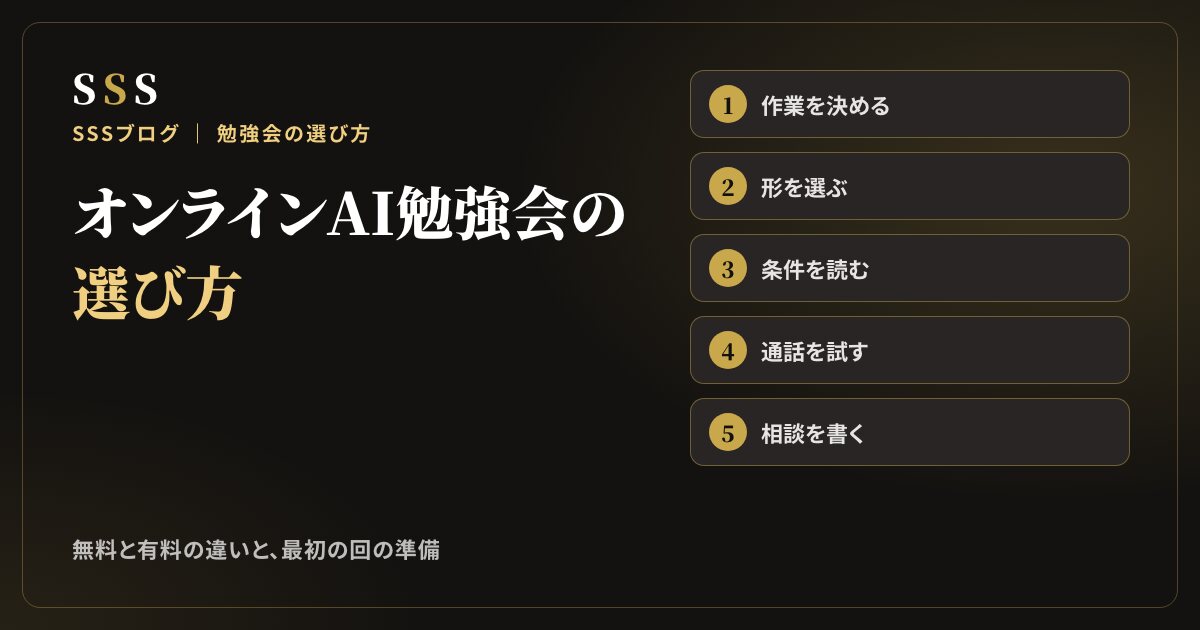 SSS
SSSブログ ｜ 勉強会の選び方
オンラインAI勉強会の
選び方
1 作業を決める
2 形を選ぶ
3 条件を読む
4 通話を試す
5 相談を書く
無料と有料の違いと、最初の回の準備